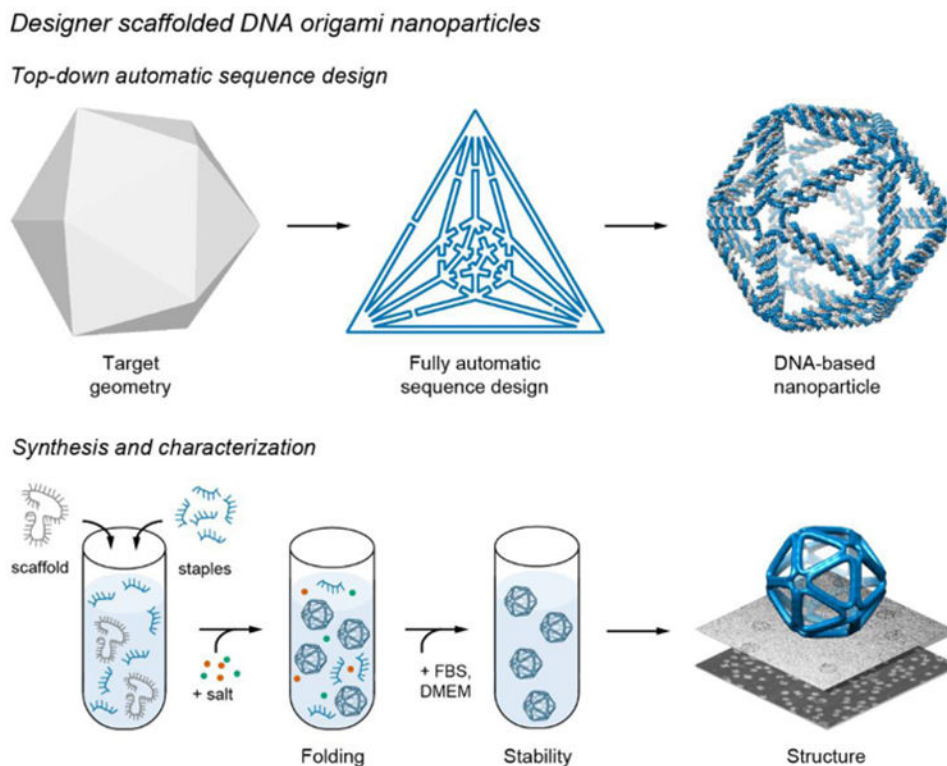 Designer scaffolded DNA origami nanoparticles
Top-down automatic sequence design
Target
geometry
Fully automatic
sequence design
DNA-based
nanoparticle
Synthesis and characterization
scaffold
staples
+ salt
+ FBS,
DMEM
Folding
Stability
Structure